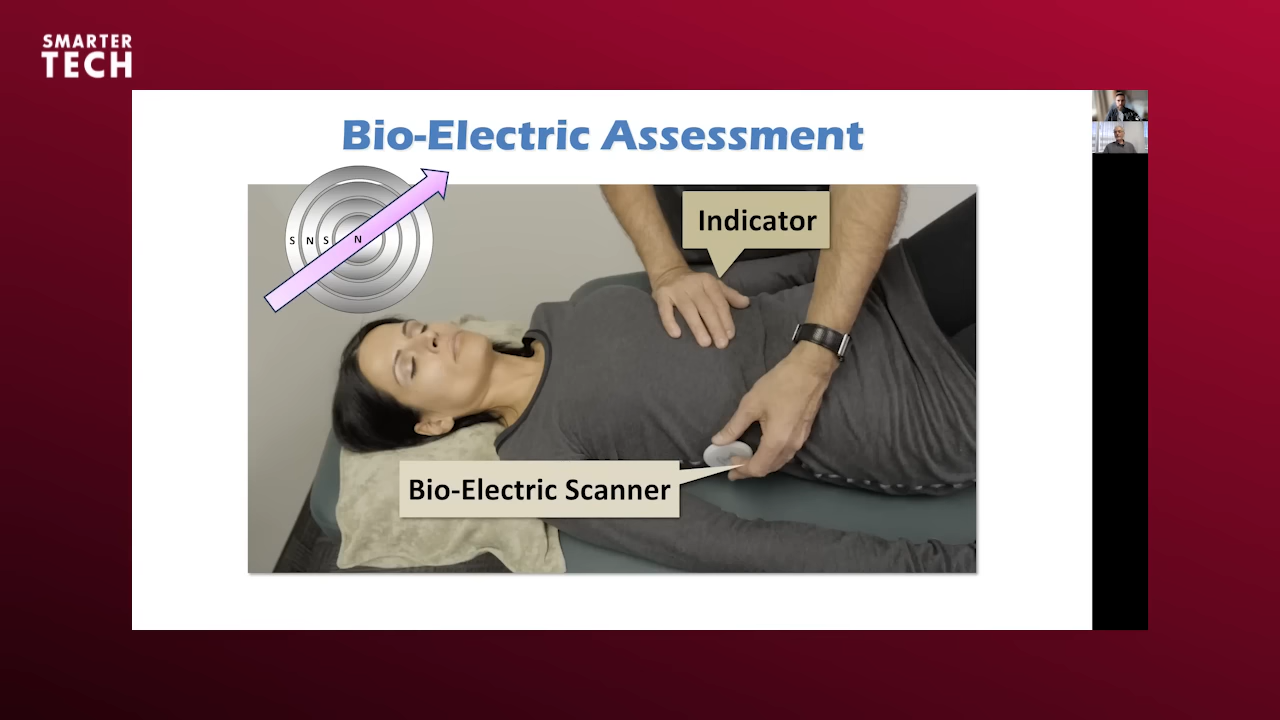 SMARTER
TECH
Bio-Electric Assessment
S N S N
Indicator
Bio-Electric Scanner